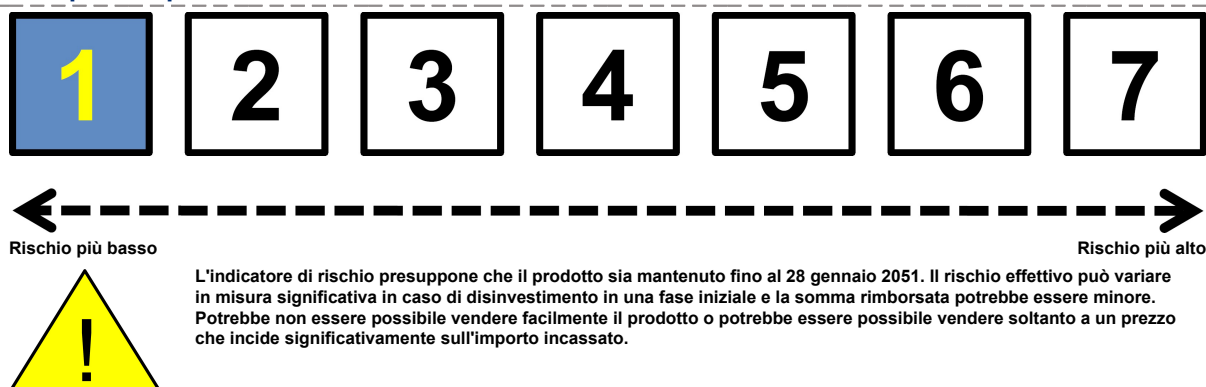 1 2 3 4 5 6 7
Rischio più basso Rischio più alto
L'indicatore di rischio presuppone che il prodotto sia mantenuto fino al 28 gennaio 2051. Il rischio effettivo può variare
in misura significativa in caso di disinvestimento in una fase iniziale e la somma rimborsata potrebbe essere minore.
Potrebbe non essere possibile vendere facilmente il prodotto o potrebbe essere possibile vendere soltanto a un prezzo
che incide significativamente sull'importo incassato.
!